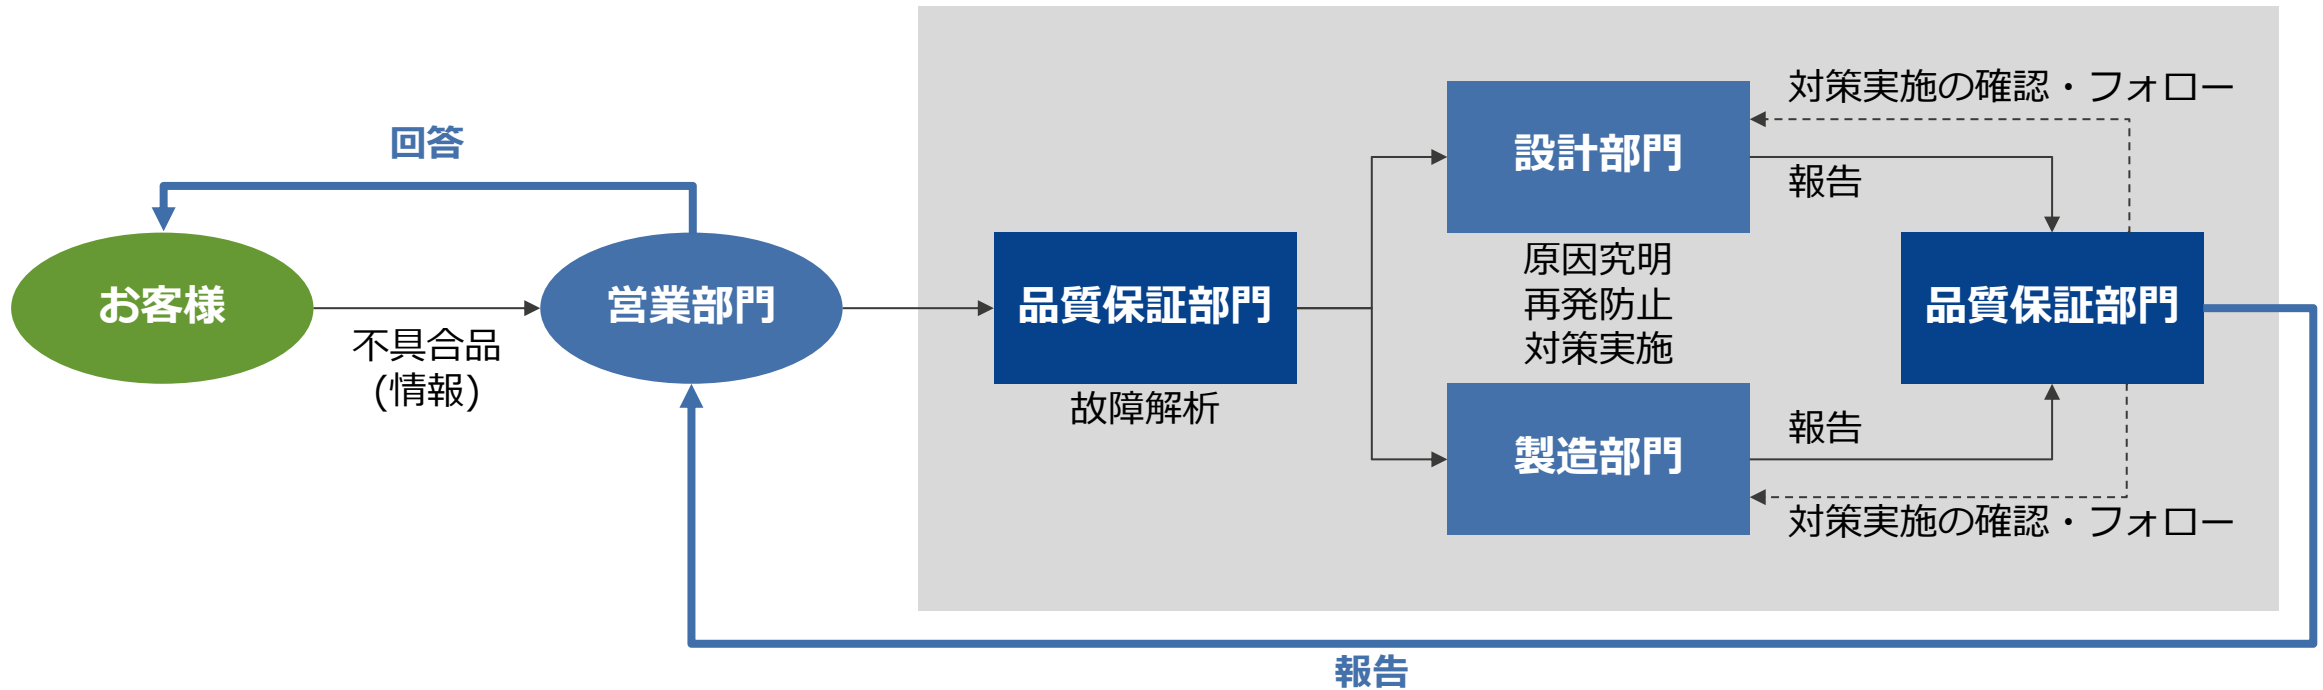 回答
お客様
不具合品
(情報)
営業部門
品質保証部門
故障解析
設計部門
原因究明
再発防止
対策実施
製造部門
対策実施の確認・フォロー
報告
品質保証部門
報告
対策実施の確認・フォロー
報告